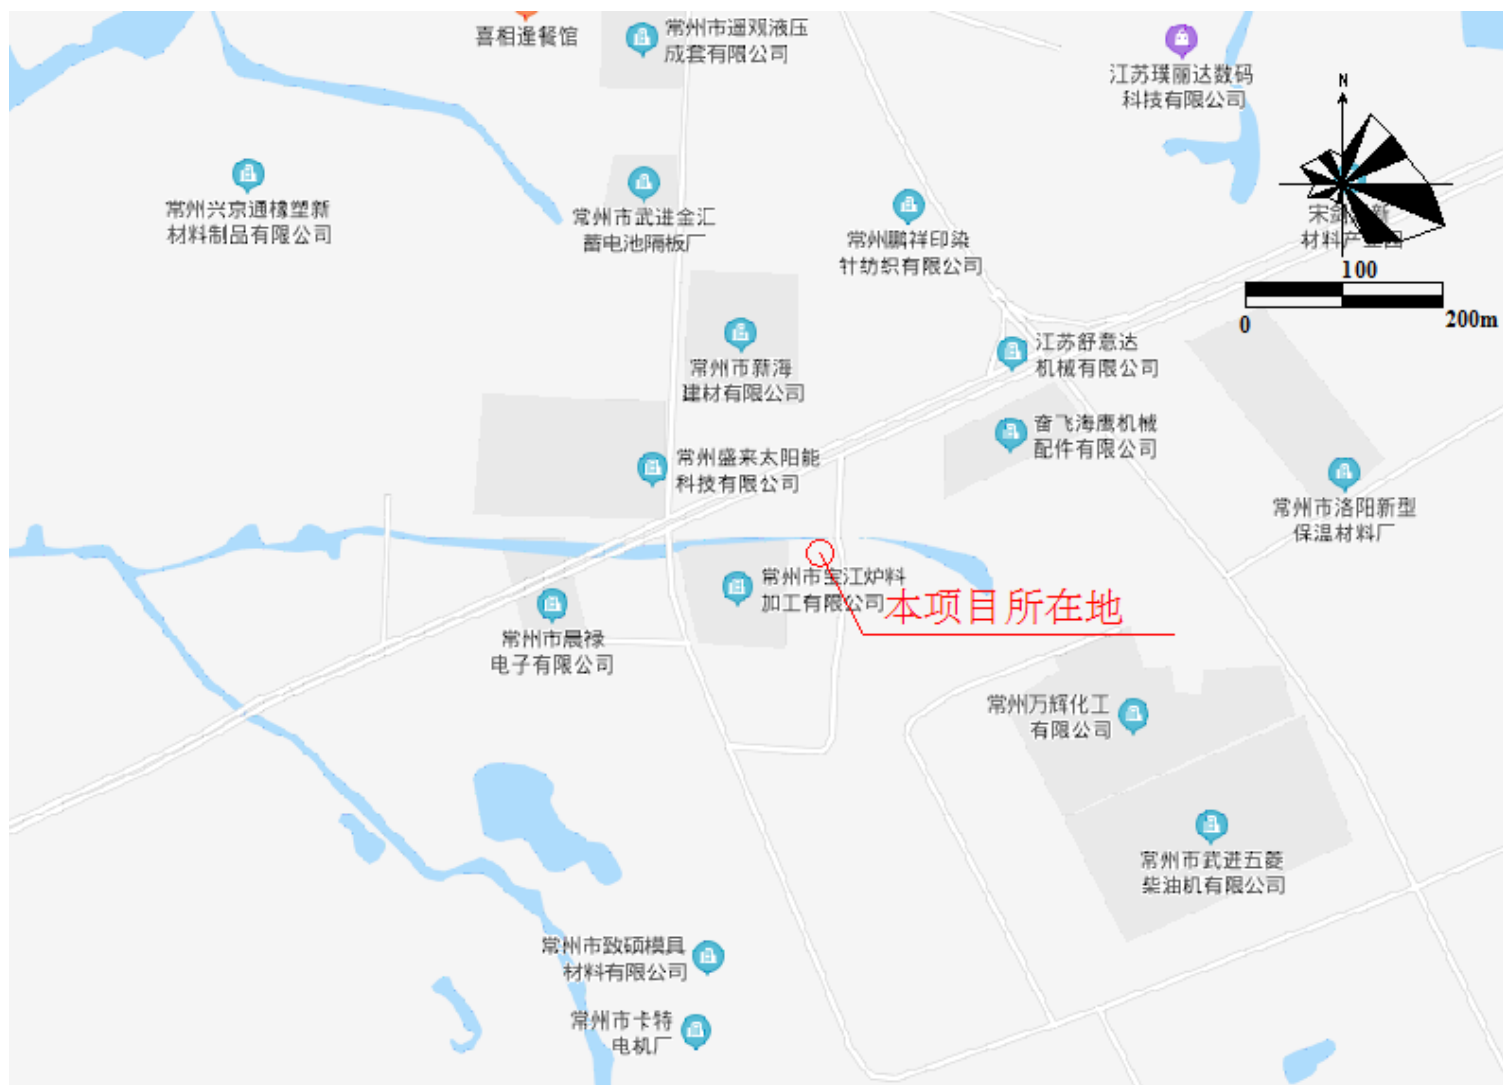 喜相逢餐馆
常州市遥观液压
成套有限公司
江苏璞丽达数码
科技有限公司
N
常州兴京通橡塑新
材料制品有限公司
常州市武进金汇
蓄电池隔板厂
常州鹏祥印染
针纺织有限公司
材料产业园
100
0
200m
常州市新海
建材有限公司
江苏舒意达
机械有限公司
奋飞海鹰机械
配件有限公司
常州盛来太阳能
科技有限公司
常州市洛阳新型
保温材料厂
常州市宝江炉料
加工有限公司
本项目所在地
常州市晨禄
电子有限公司
常州万辉化工
有限公司
常州市武进五菱
柴油机有限公司
常州市致硕模具
材料有限公司
常州市卡特
电机厂